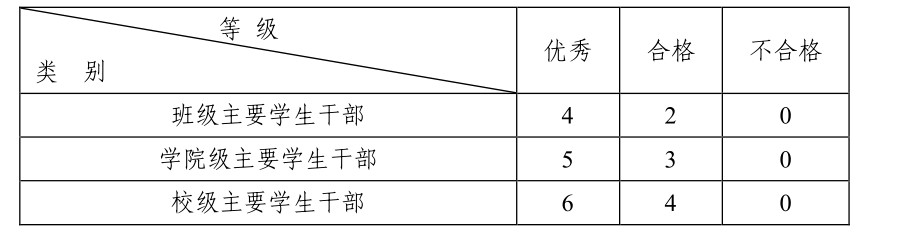 等 级
类 别
优秀 合格 不合格
班级主要学生干部 4 2 0
学院级主要学生干部 5 3 0
校级主要学生干部 6 4 0